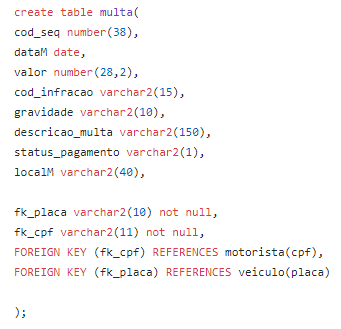 create table multa(
cod_seq number(38),
dataM date,
valor number(28,2),
cod_infracao varchar2(15),
gravidade varchar2(10),
descricao_multa varchar2(150),
status_pagamento varchar2(1),
localM varchar2(40),
fk_placa varchar2(10) not null,
fk_cpf varchar2(11) not null,
FOREIGN KEY (fk_cpf) REFERENCES motorista(cpf),
FOREIGN KEY (fk_placa) REFERENCES veiculo(placa)
);